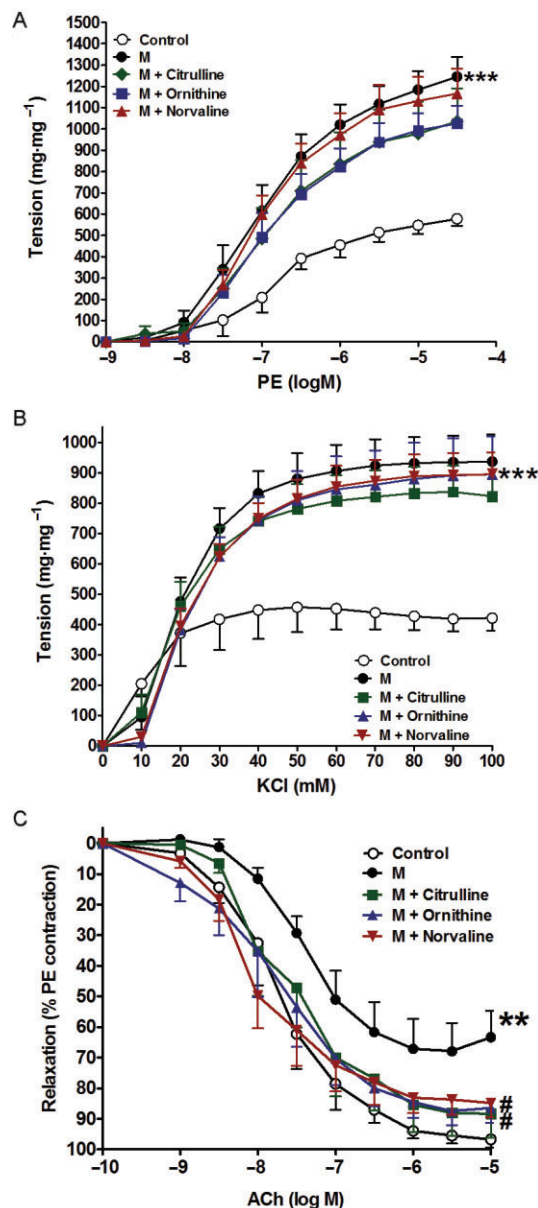 A
1500
1400
1300
1200
1100
1000
900
800
700
600
500
400
300
200
100
0
Tension (mg·mg⁻¹)
Control
M
M + Citrulline
M + Ornithine
M + Norvaline
***
–9 –8 –7 –6 –5 –4
PE (logM)
B
1000
900
800
700
600
500
400
300
200
100
0
Tension (mg·mg⁻¹)
***
Control
M
M + Citrulline
M + Ornithine
M + Norvaline
0 10 20 30 40 50 60 70 80 90 100
KCl (mM)
C
0
10
20
30
40
50
60
70
80
90
100
Relaxation (% PE contraction)
Control
M
M + Citrulline
M + Ornithine
M + Norvaline
**
#
#
–10 –9 –8 –7 –6 –5
ACh (log M)